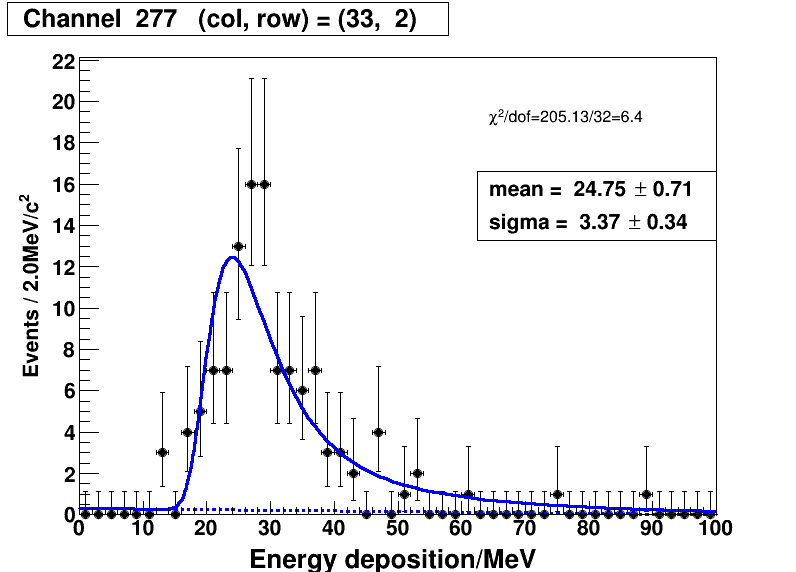 Channel 277 (col, row) = (33, 2)
χ²/dof=205.13/32=6.4
mean = 24.75 ± 0.71
sigma = 3.37 ± 0.34
Events / 2.0MeV/c²
22
20
18
16
14
12
10
8
6
4
2
0
0 10 20 30 40 50 60 70 80 90 100
Energy deposition/MeV